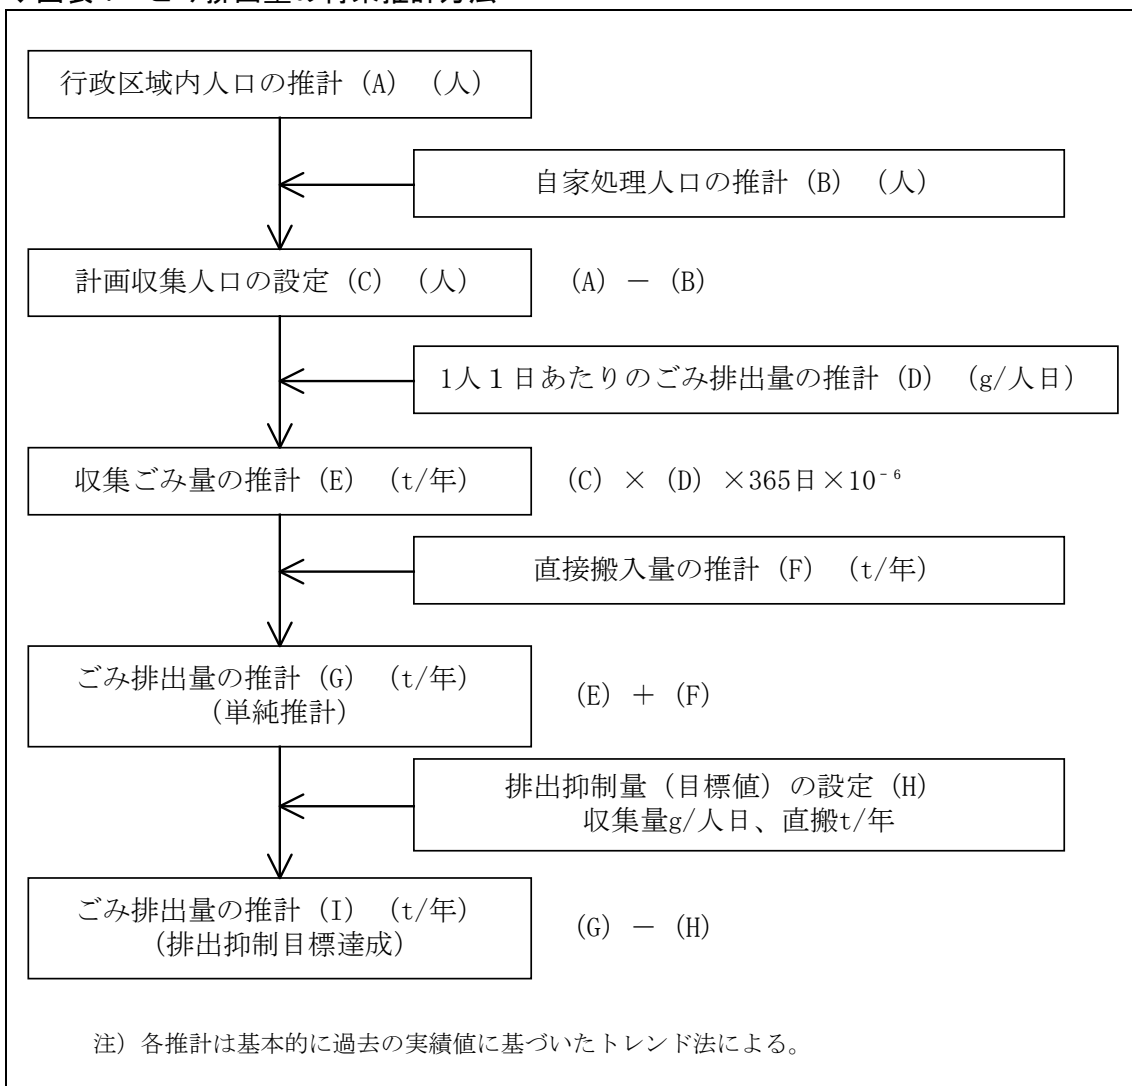 行政区域内人口の推計（A）（人）
自家処理人口の推計（B）（人）
計画収集人口の設定（C）（人）
（A）－（B）
1人１日あたりのごみ排出量の推計（D）（g/人日）
収集ごみ量の推計（E）（t/年）
（C）×（D）×365日×10⁻⁶
直接搬入量の推計（F）（t/年）
ごみ排出量の推計（G）（t/年）
（単純推計）
（E）＋（F）
排出抑制量（目標値）の設定（H）
収集量g/人日、直搬t/年
ごみ排出量の推計（I）（t/年）
（排出抑制目標達成）
（G）－（H）
注）各推計は基本的に過去の実績値に基づいたトレンド法による。